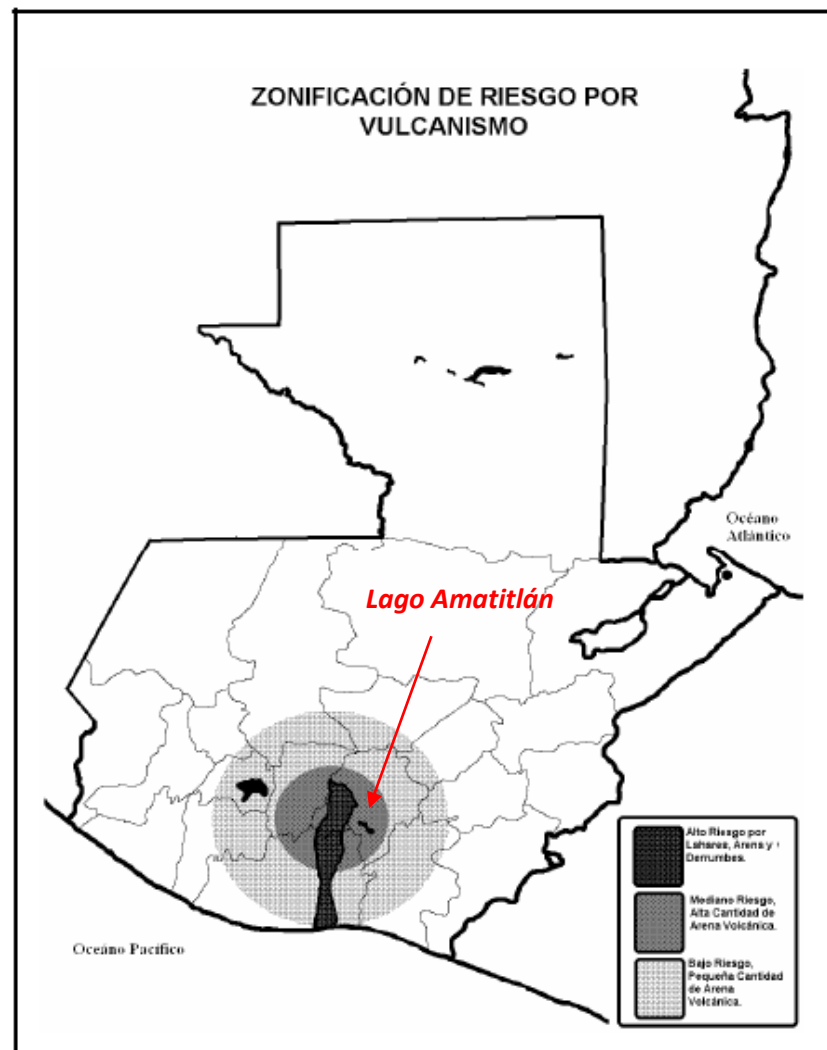 ZONIFICACIÓN DE RIESGO POR
VULCANISMO
Océano
Atlántico
Lago Amatitlán
Alto Riesgo por
Lahares, Arena y
Derrumbes.
Mediano Riesgo,
Alta Cantidad de
Arena Volcánica.
Bajo Riesgo,
Pequeña Cantidad
de Arena
Volcánica.
Oceáno Pacífico